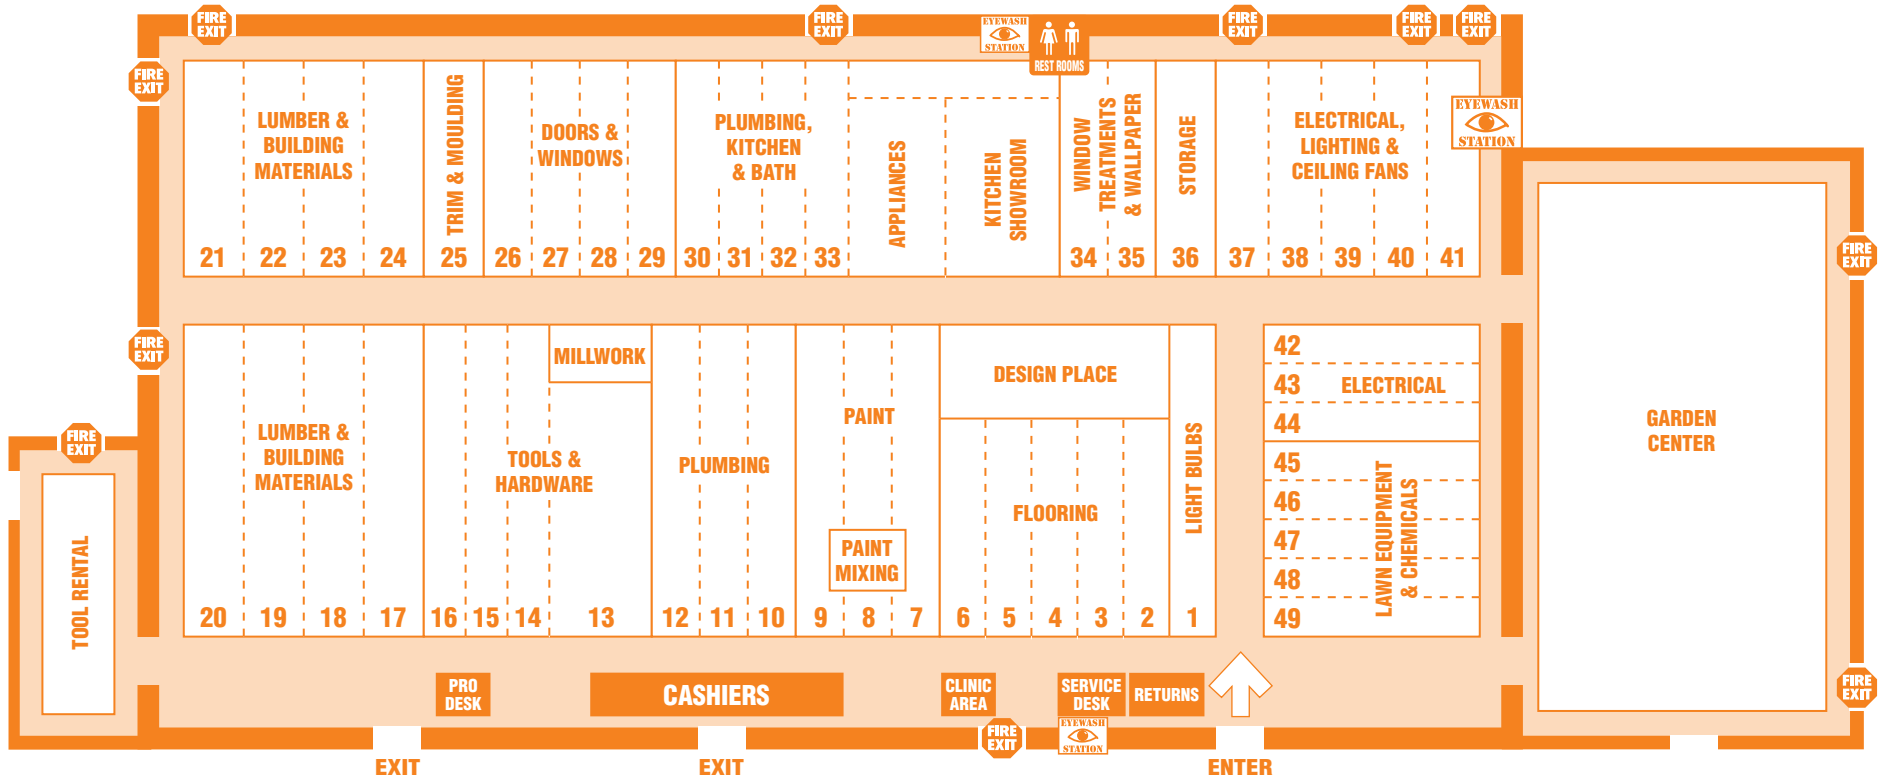 FIRE
EXIT
FIRE
EXIT
EYEWASH
STATION
REST ROOMS
FIRE
EXIT
FIRE
EXIT
FIRE
EXIT
FIRE
EXIT
LUMBER &
BUILDING
MATERIALS
TRIM & MOULDING
DOORS &
WINDOWS
PLUMBING,
KITCHEN
& BATH
APPLIANCES
KITCHEN
SHOWROOM
WINDOW
TREATMENTS
& WALLPAPER
STORAGE
ELECTRICAL,
LIGHTING &
CEILING FANS
EYEWASH
STATION
21 22 23 24 25 26 27 28 29 30 31 32 33 34 35 36 37 38 39 40 41
FIRE
EXIT
FIRE
EXIT
MILLWORK
DESIGN PLACE
42
43 ELECTRICAL
44
LUMBER &
BUILDING
MATERIALS
TOOLS &
HARDWARE
PLUMBING
PAINT
PAINT
MIXING
FLOORING
LIGHT BULBS
45
46
47
48
49
LAWN EQUIPMENT
& CHEMICALS
GARDEN
CENTER
FIRE
EXIT
TOOL RENTAL
20 19 18 17 16 15 14 13 12 11 10 9 8 7 6 5 4 3 2 1
PRO
DESK
CASHIERS
CLINIC
AREA
SERVICE
DESK
RETURNS
FIRE
EXIT
FIRE
EXIT
EYEWASH
STATION
EXIT
EXIT
ENTER